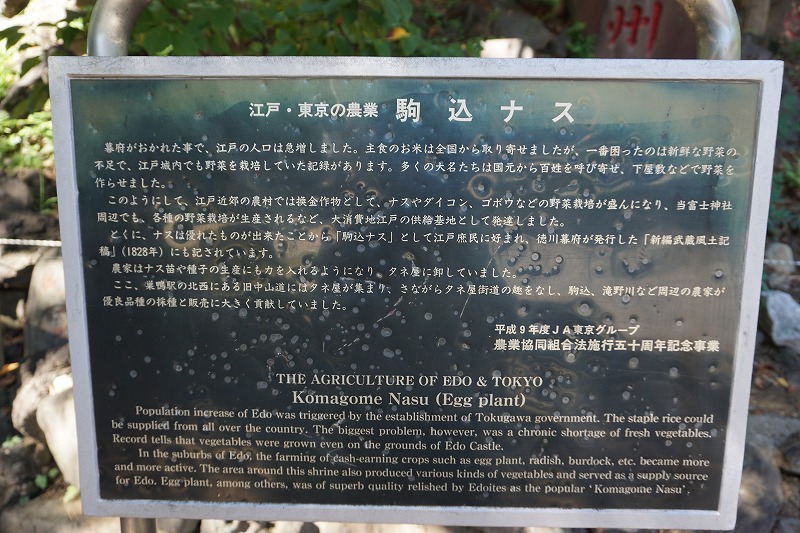 州
江戸・東京の農業 駒込ナス
幕府がおかれた事で、江戸の人口は急増しました。主食のお米は全国から取り寄せましたが、一番困ったのは新鮮な野菜の
不足で、江戸城内でも野菜を栽培していた記録があります。多くの大名たちは国元から百姓を呼び寄せ、下屋敷などで野菜を
作らせました。
このようにして、江戸近郊の農村では換金作物として、ナスやダイコン、ゴボウなどの野菜栽培が盛んになり、当富士神社
周辺でも、各種の野菜栽培が生産されるなど、大消費地江戸の供給基地として発達しました。
とくに、ナスは優れたものが出来たことから「駒込ナス」として江戸庶民に好まれ、徳川幕府が発行した「新編武蔵風土記
稿」(1828年)にも記されています。
農家はナス苗や種子の生産にも力を入れるようになり、タネ屋に卸していました。
ここ、巣鴨駅の北西にある旧中山道にはタネ屋が集まり、さながらタネ屋街道の趣をなし、駒込、滝野川など周辺の農家が
優良品種の採種と販売に大きく貢献していました。
平成9年度JA東京グループ
農業協同組合法施行五十周年記念事業
THE AGRICULTURE OF EDO & TOKYO
Komagome Nasu (Egg plant)
Population increase of Edo was triggered by the establishment of Tokugawa government. The staple rice could
be supplied from all over the country. The biggest problem, however, was a chronic shortage of fresh vegetables.
Record tells that vegetables were grown even on the grounds of Edo Castle.
In the suburbs of Edo, the farming of cash-earning crops such as egg plant, radish, burdock, etc. became more
and more active. The area around this shrine also produced various kinds of vegetables and served as a supply source
for Edo. Egg plant, among others, was of superb quality relished by Edoites as the popular 'Komagome Nasu'.